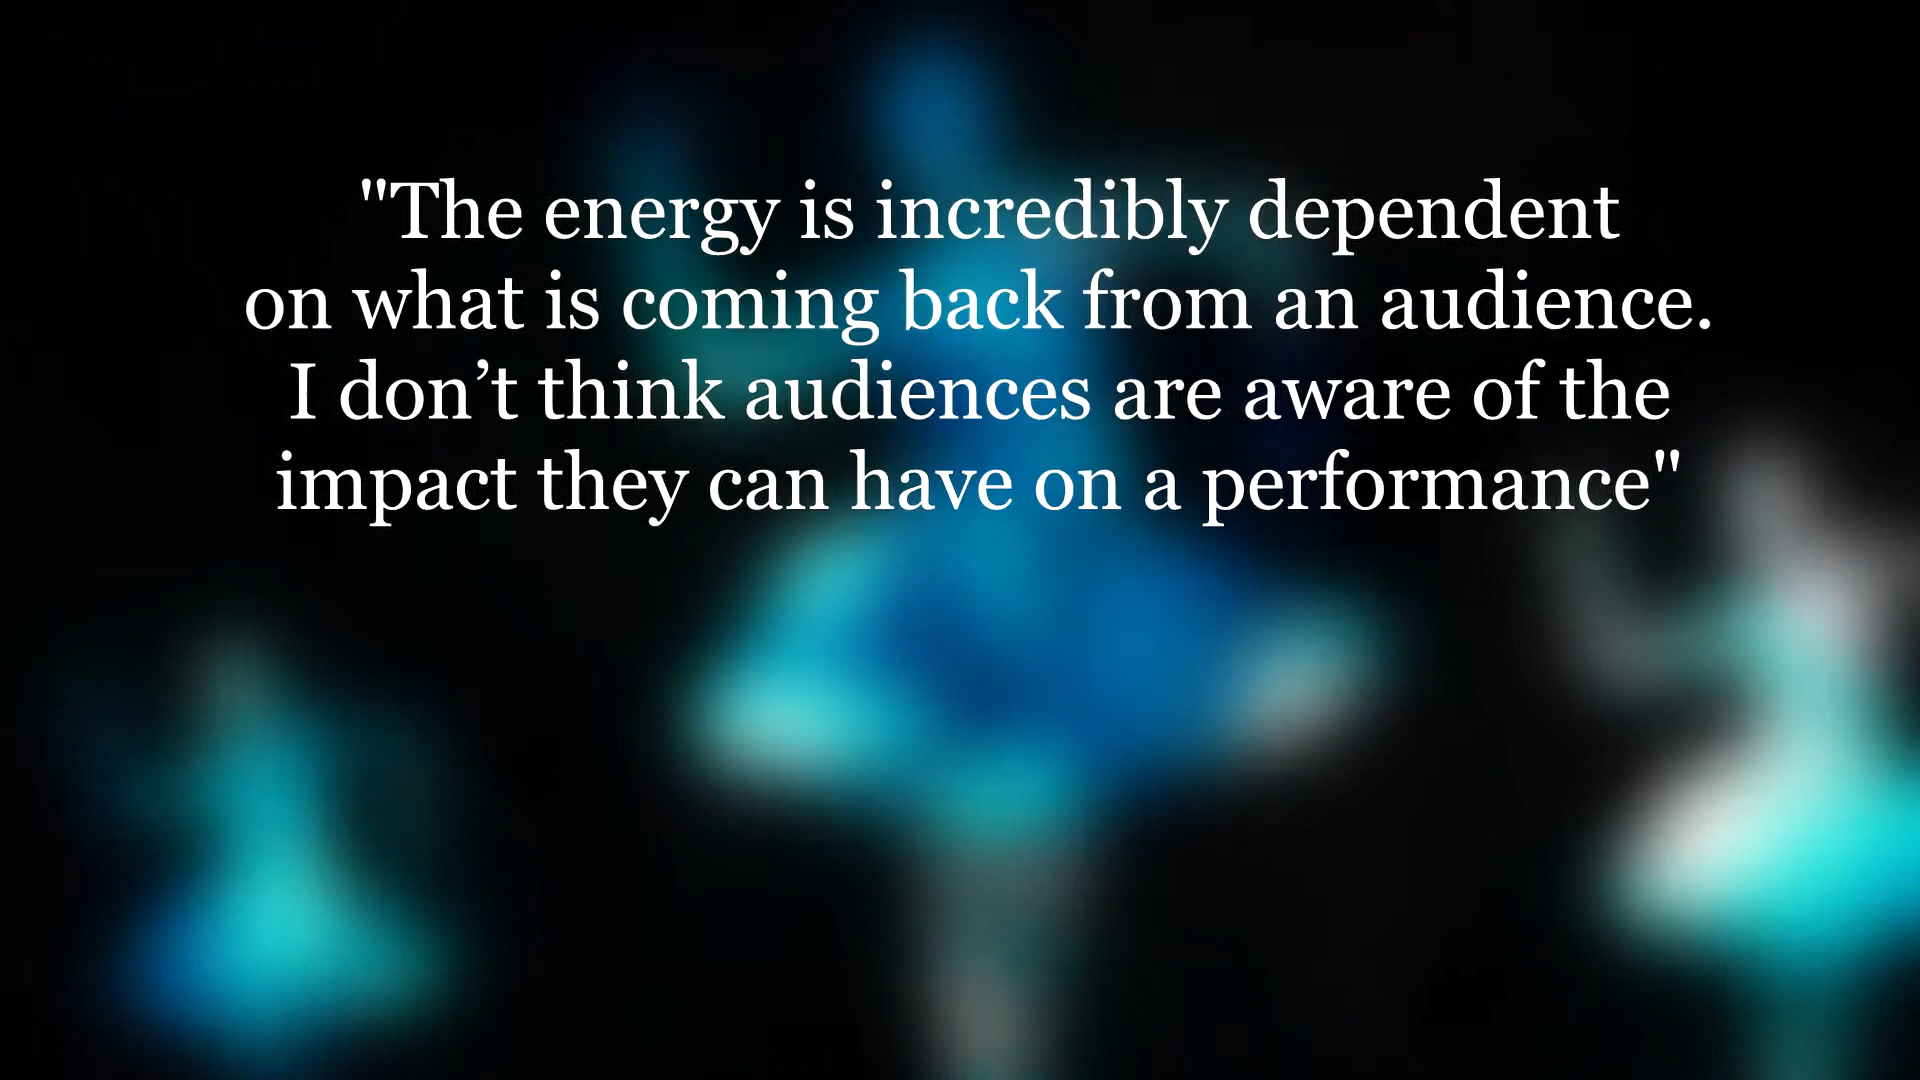 "The energy is incredibly dependent
on what is coming back from an audience.
I don’t think audiences are aware of the
impact they can have on a performance"